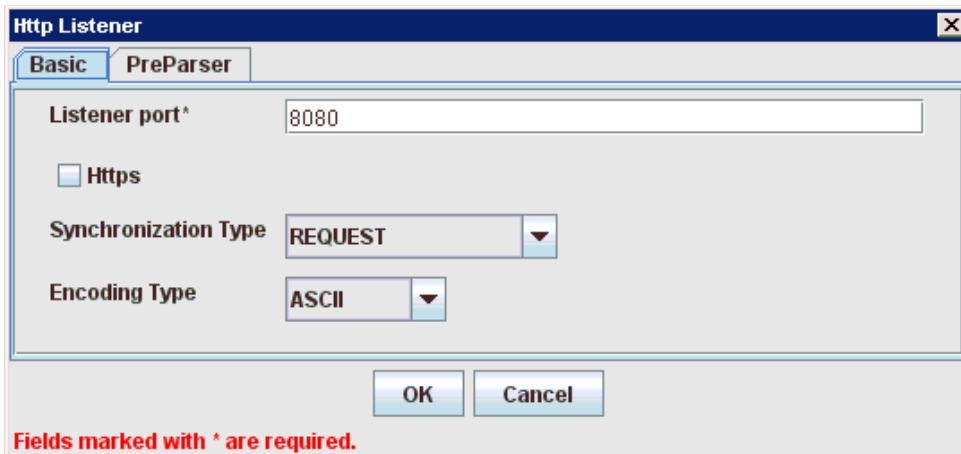 Http Listener
Basic PreParser
Listener port* 8080
Https
Synchronization Type REQUEST
Encoding Type ASCII
OK Cancel
Fields marked with * are required.